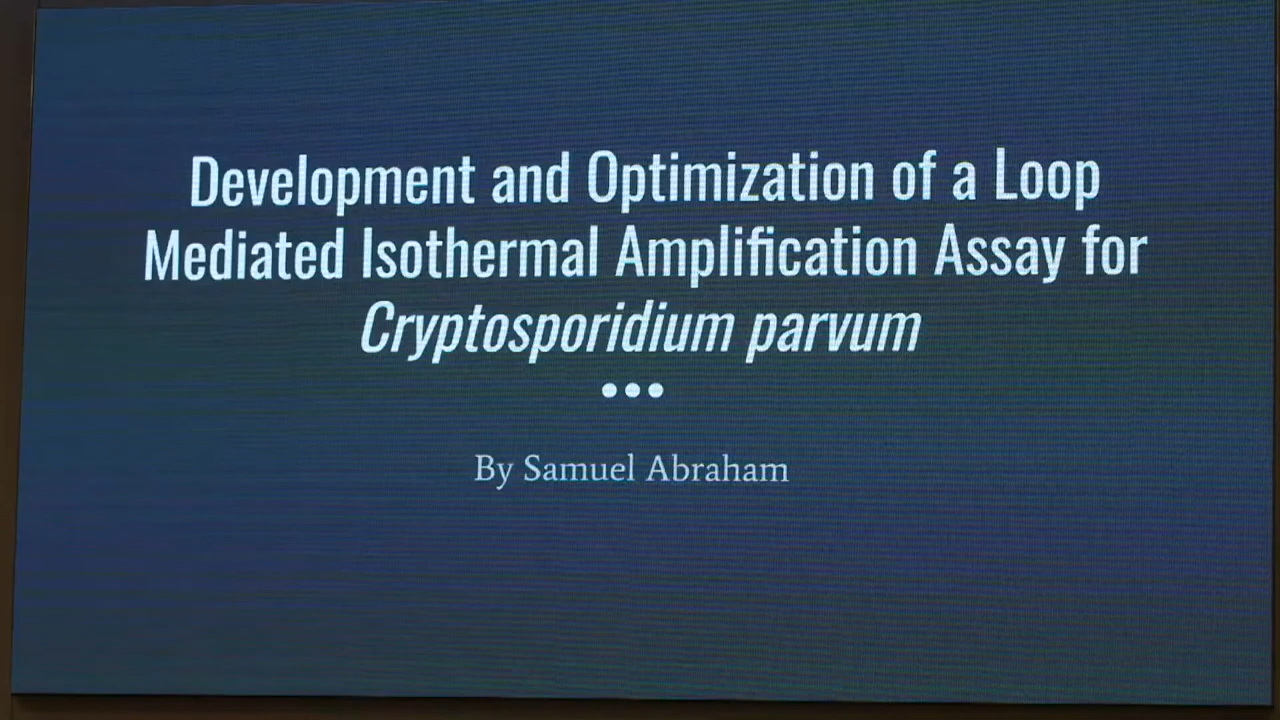 Development and Optimization of a Loop
Mediated Isothermal Amplification Assay for
Cryptosporidium parvum
By Samuel Abraham